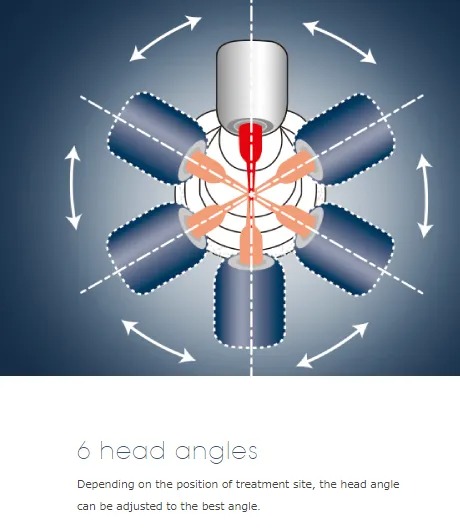 6 head angles
Depending on the position of treatment site, the head angle
can be adjusted to the best angle.